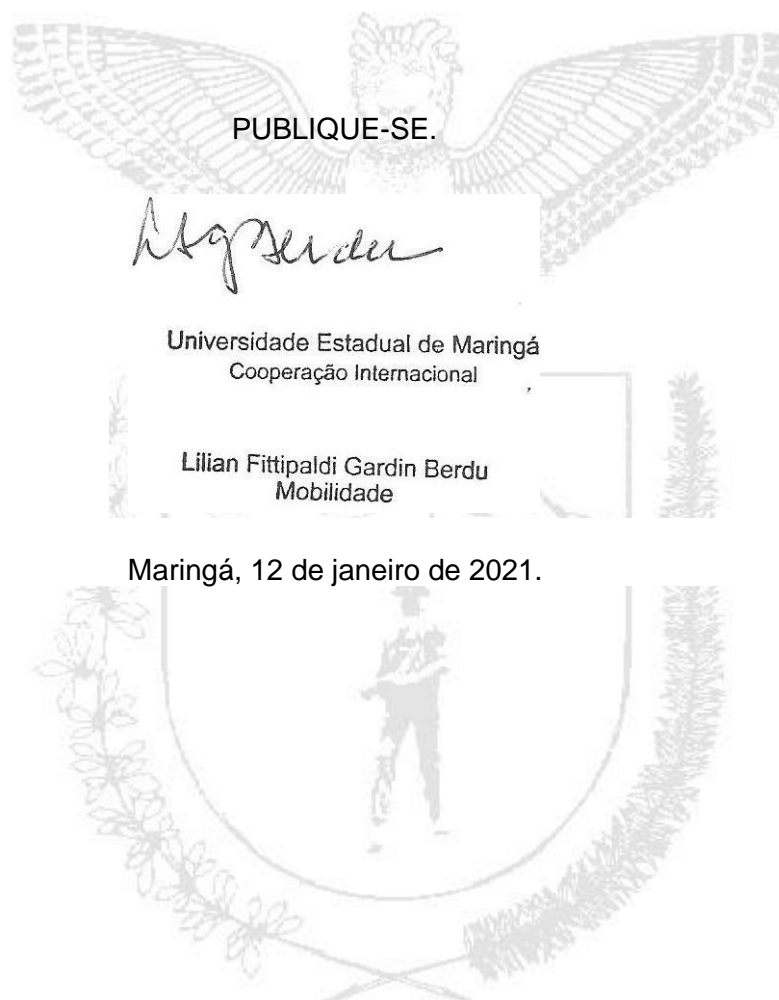 PUBLIQUE-SE.
Universidade Estadual de Maringá
Cooperação Internacional
Lilian Fittipaldi Gardin Berdu
Mobilidade
Maringá, 12 de janeiro de 2021.